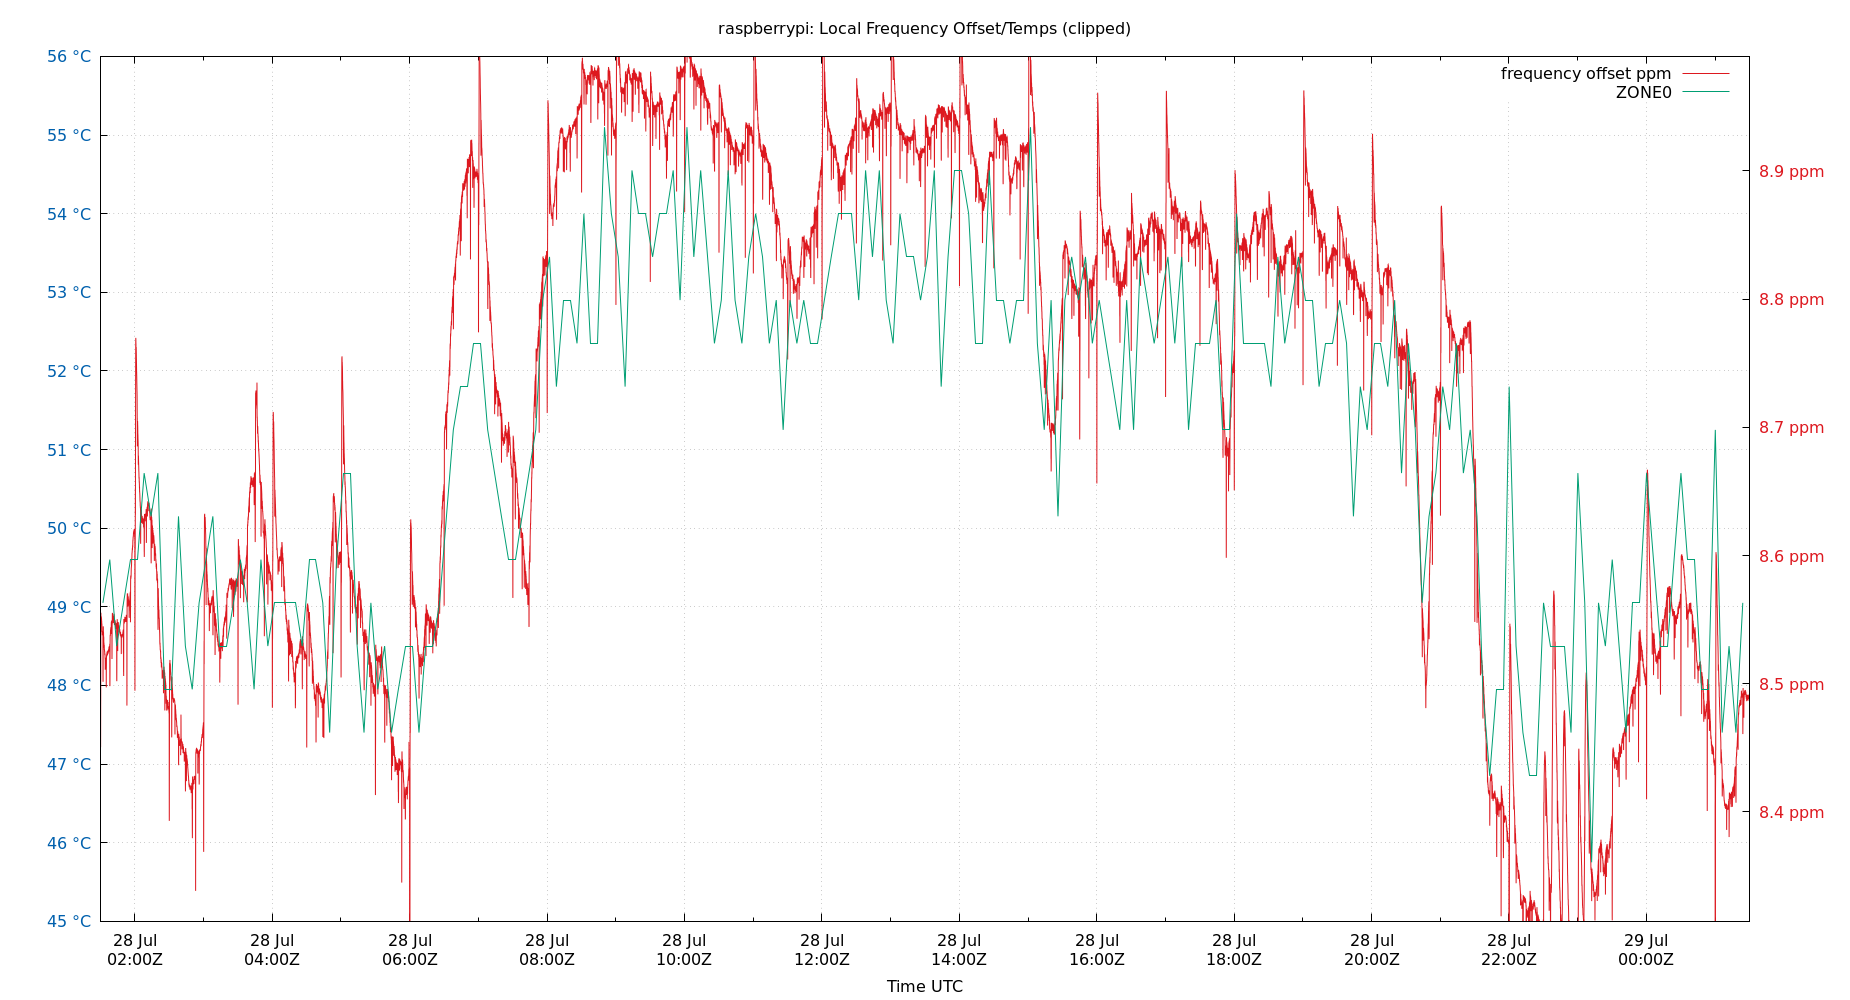 raspberrypi: Local Frequency Offset/Temps (clipped)
56 °C
55 °C
54 °C
53 °C
52 °C
51 °C
50 °C
49 °C
48 °C
47 °C
46 °C
45 °C
frequency offset ppm
ZONE0
8.9 ppm
8.8 ppm
8.7 ppm
8.6 ppm
8.5 ppm
8.4 ppm
28 Jul 28 Jul 28 Jul 28 Jul 28 Jul 28 Jul 28 Jul 28 Jul 28 Jul 28 Jul 28 Jul 29 Jul
02:00Z 04:00Z 06:00Z 08:00Z 10:00Z 12:00Z 14:00Z 16:00Z 18:00Z 20:00Z 22:00Z 00:00Z
Time UTC